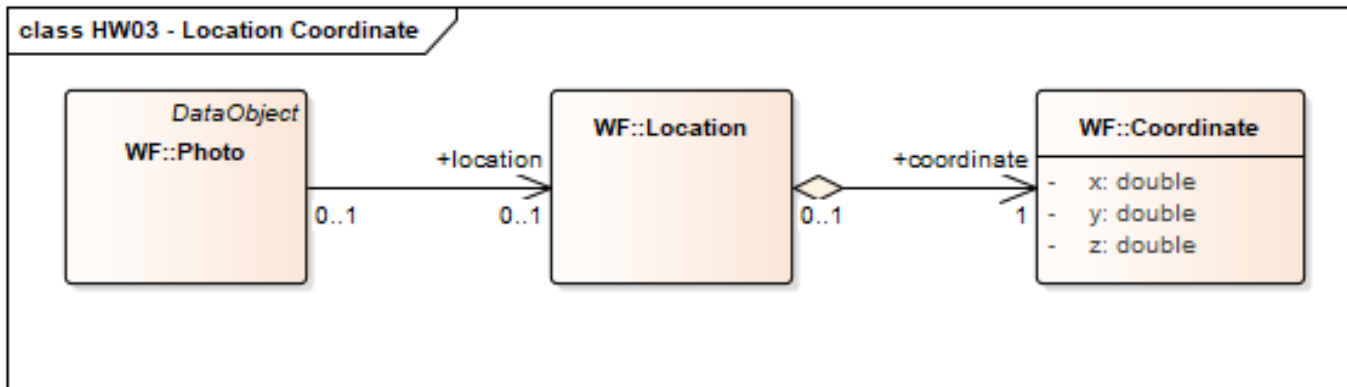 class HW03 - Location Coordinate
DataObject
WF::Photo
WF::Location
WF::Coordinate
+location
+coordinate
0..1
0..1
0..1
1
- x: double
- y: double
- z: double